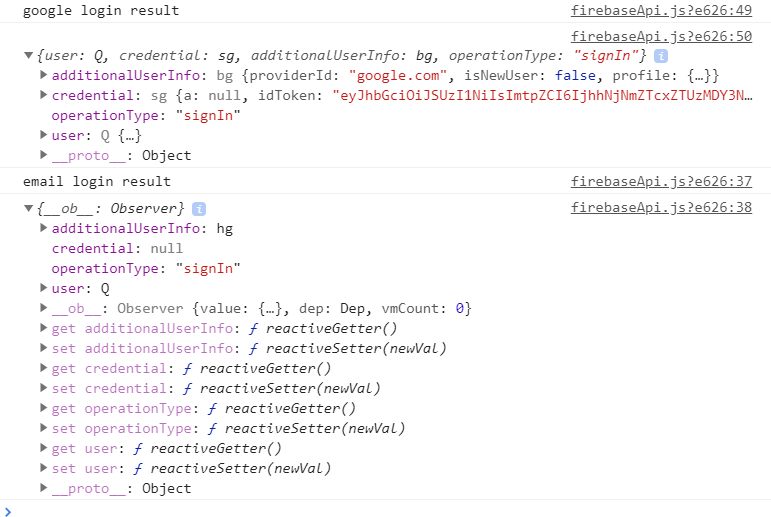 google login result firebaseApi.js?e626:49
firebaseApi.js?e626:50
{user: Q, credential: sg, additionalUserInfo: bg, operationType: "signIn"} i
additionalUserInfo: bg {providerId: "google.com", isNewUser: false, profile: {…}}
credential: sg {a: null, idToken: "eyJhbGciOiJSUzI1NiIsImtpZCI6IjhhNjNmZTcxZTUzMDY3N…
operationType: "signIn"
user: Q {…}
__proto__: Object
email login result firebaseApi.js?e626:37
{__ob__: Observer} i firebaseApi.js?e626:38
additionalUserInfo: hg
credential: null
operationType: "signIn"
user: Q
__ob__: Observer {value: {…}, dep: Dep, vmCount: 0}
get additionalUserInfo: ƒ reactiveGetter()
set additionalUserInfo: ƒ reactiveSetter(newVal)
get credential: ƒ reactiveGetter()
set credential: ƒ reactiveSetter(newVal)
get operationType: ƒ reactiveGetter()
set operationType: ƒ reactiveSetter(newVal)
get user: ƒ reactiveGetter()
set user: ƒ reactiveSetter(newVal)
__proto__: Object